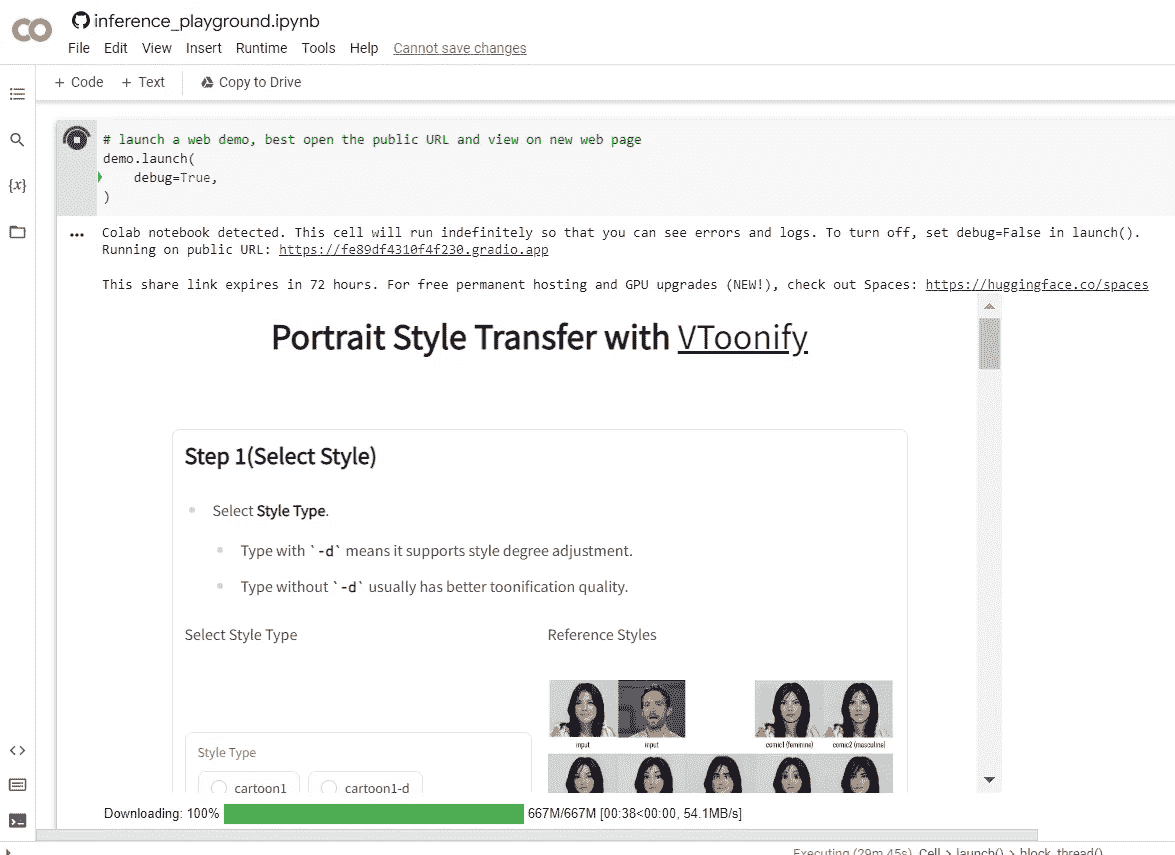 inference_playground.ipynb
File Edit View Insert Runtime Tools Help Cannot save changes
+ Code + Text Copy to Drive
# launch a web demo, best open the public URL and view on new web page
demo.launch(
debug=True,
)
{x}
Colab notebook detected. This cell will run indefinitely so that you can see errors and logs. To turn off, set debug=False in launch().
Running on public URL: https://fe89df4310f4f230.gradio.app
This share link expires in 72 hours. For free permanent hosting and GPU upgrades (NEW!), check out Spaces: https://huggingface.co/spaces
Portrait Style Transfer with VToonify
Step 1(Select Style)
Select Style Type.
Type with `-d` means it supports style degree adjustment.
Type without `-d` usually has better toonification quality.
Select Style Type
Reference Styles
input input comic1 (feminine) comic2 (masculine)
Style Type
cartoon1 cartoon1-d
Downloading: 100% 667M/667M [00:38<00:00, 54.1MB/s]
Executing (29m 45s) Cell > launch() > block_thread()